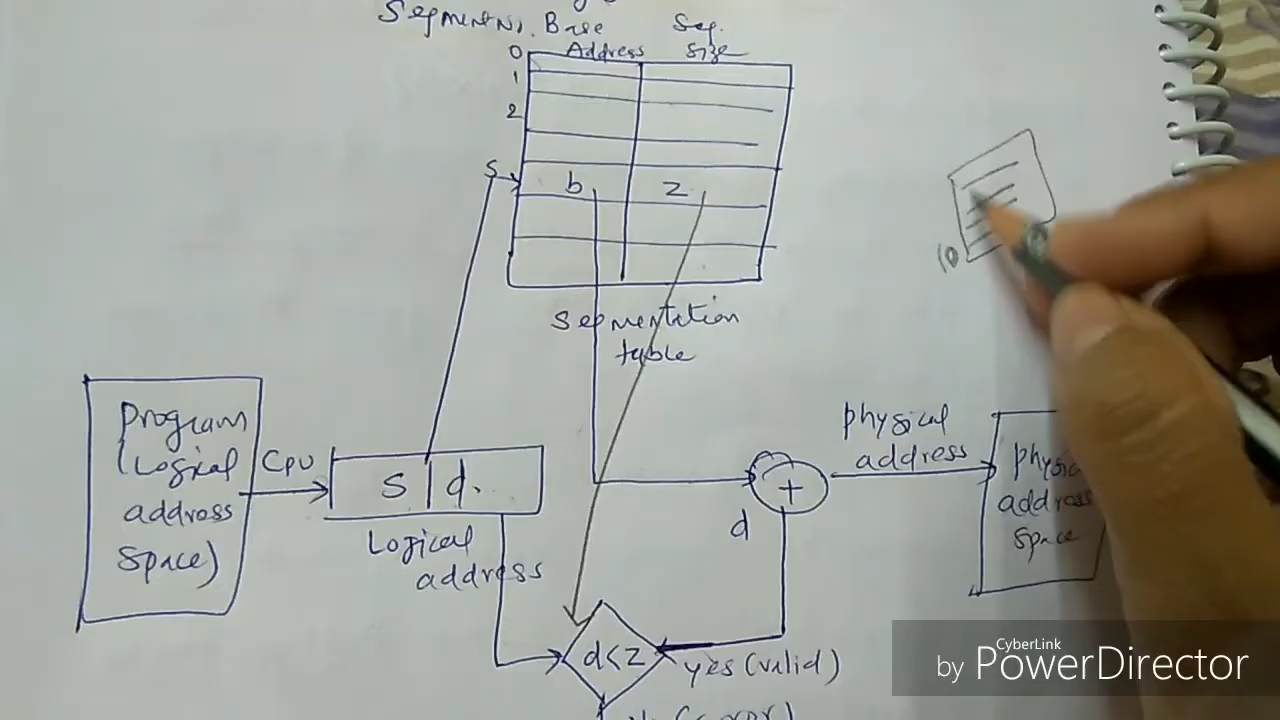 Segment No. Base Seg.
Address Size
0
1
2
S
b z
10
Segmentation
table
Program
(Logical
address
space)
CPU
S d.
Logical
address
d
+
physical
address
physical
address
space
d<z
yes (valid)
CyberLink
by PowerDirector